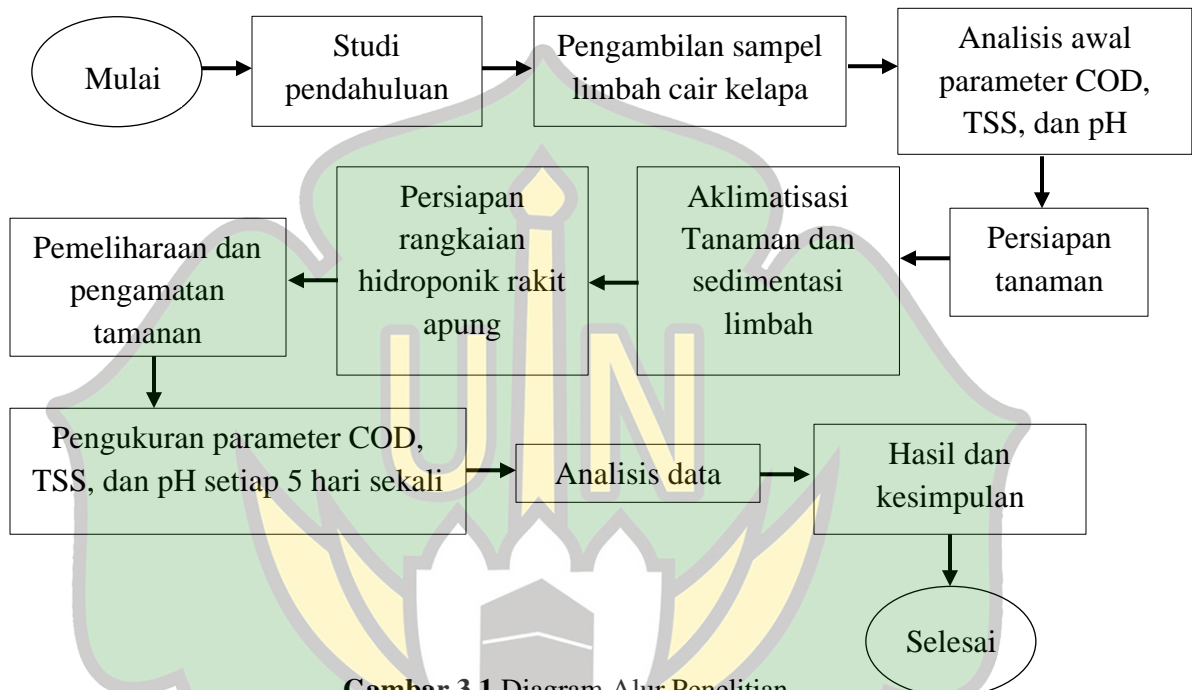 Mulai
Studi
pendahuluan
Pengambilan sampel
limbah cair kelapa
Analisis awal
parameter COD,
TSS, dan pH
Persiapan
tanaman
Aklimatisasi
Tanaman dan
sedimentasi
limbah
Persiapan
rangkaian
hidroponik rakit
apung
Pemeliharaan dan
pengamatan
tamanan
Pengukuran parameter COD,
TSS, dan pH setiap 5 hari sekali
Analisis data
Hasil dan
kesimpulan
Selesai
UIN
Gambar 3.1 Diagram Alur Penelitian